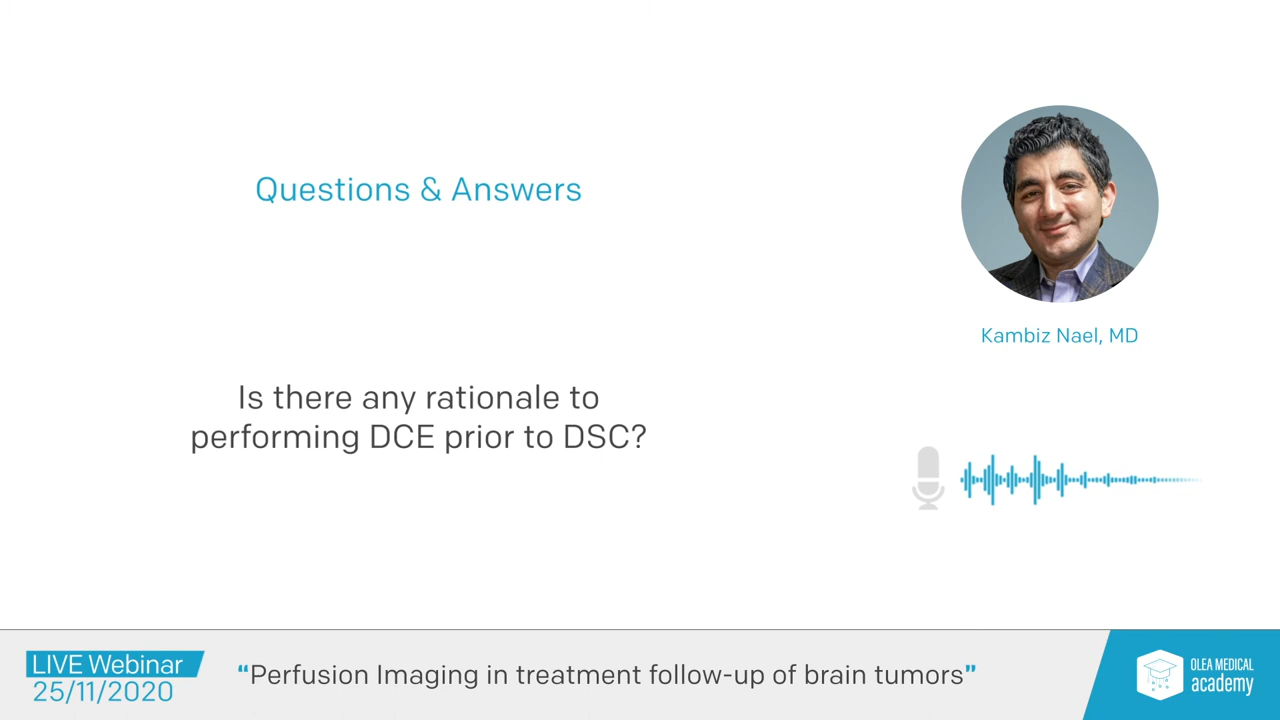 Questions & Answers
Kambiz Nael, MD
Is there any rationale to
performing DCE prior to DSC?
LIVE Webinar
25/11/2020
“Perfusion Imaging in treatment follow-up of brain tumors”
OLEA MEDICAL
academy